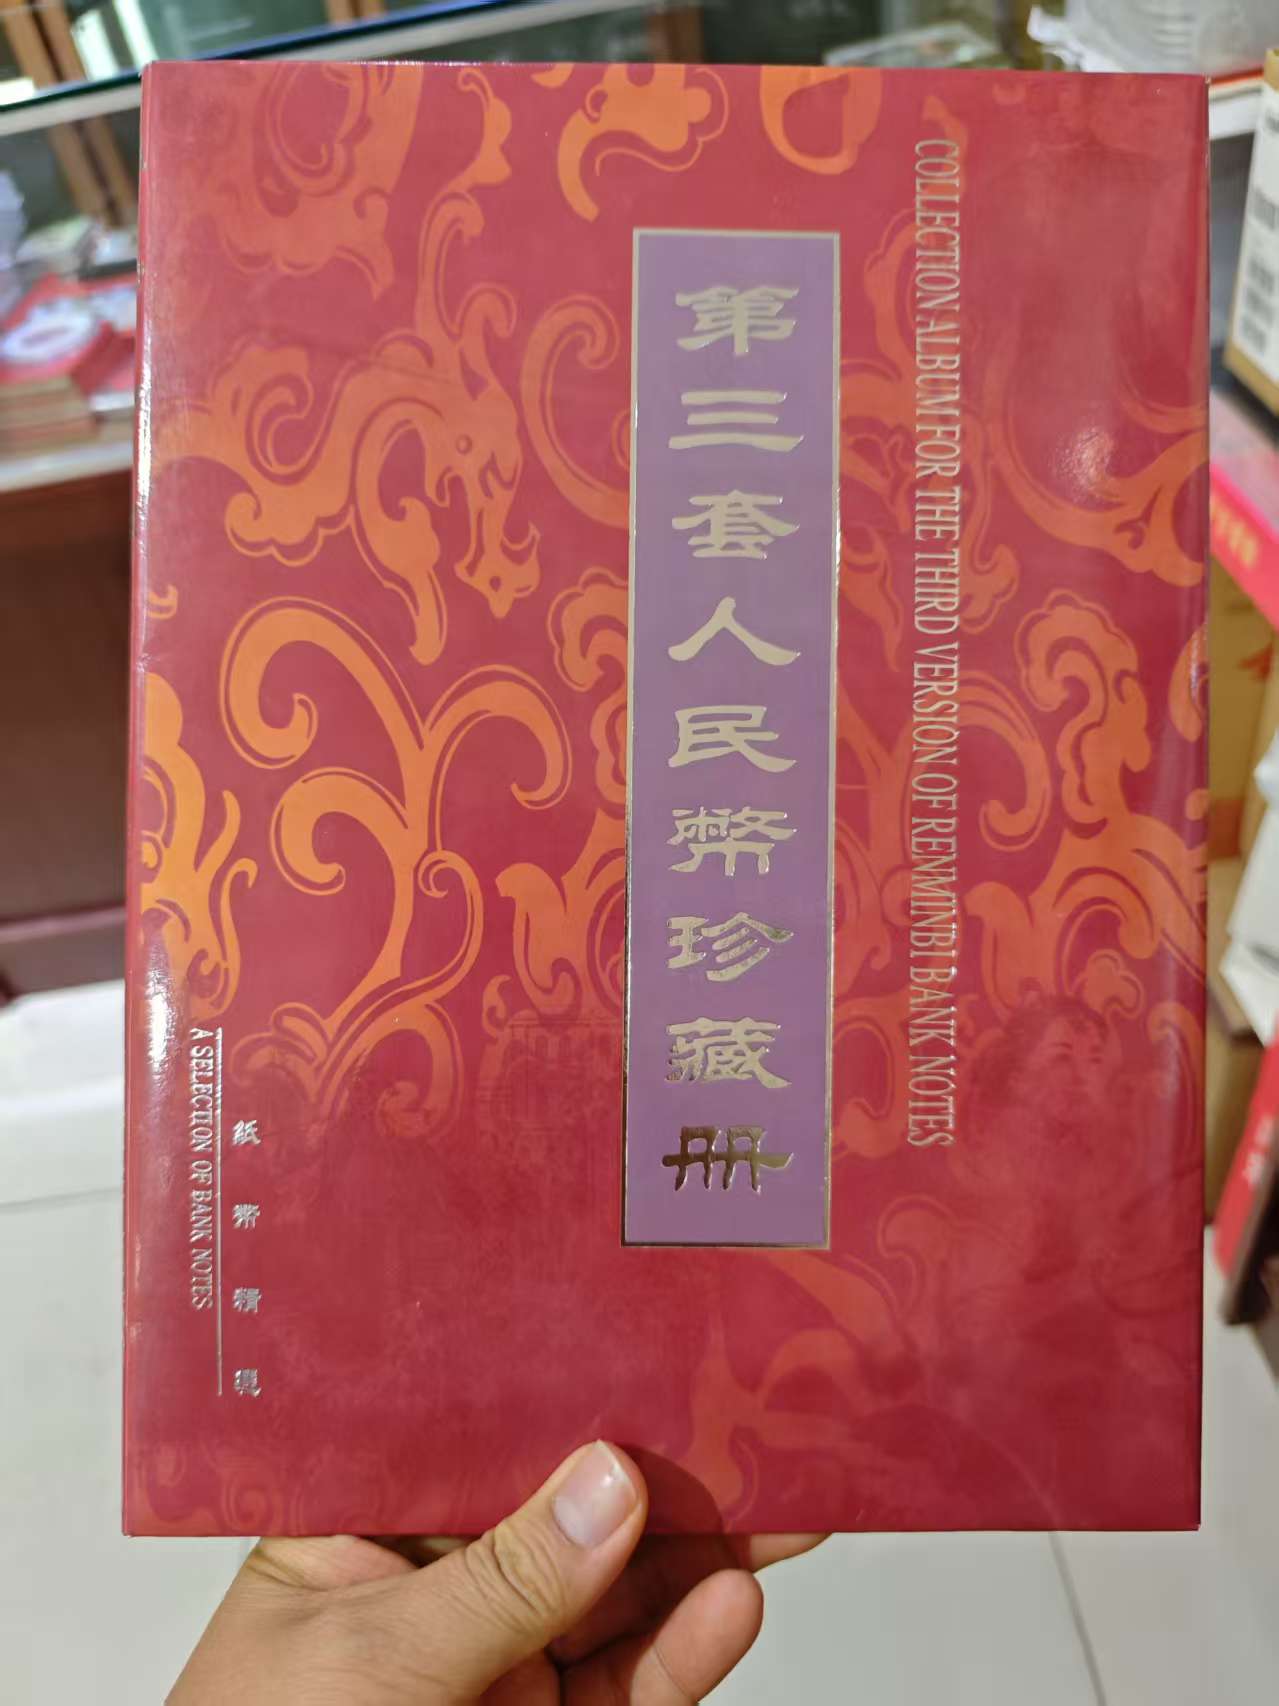 COLLECTION ALBUM FOR THE THIRD VERSION OF RENMINBI BANK NOTES
第三套人民幣珍藏册
紙幣精選
A SELECTION OF BANK NOTES